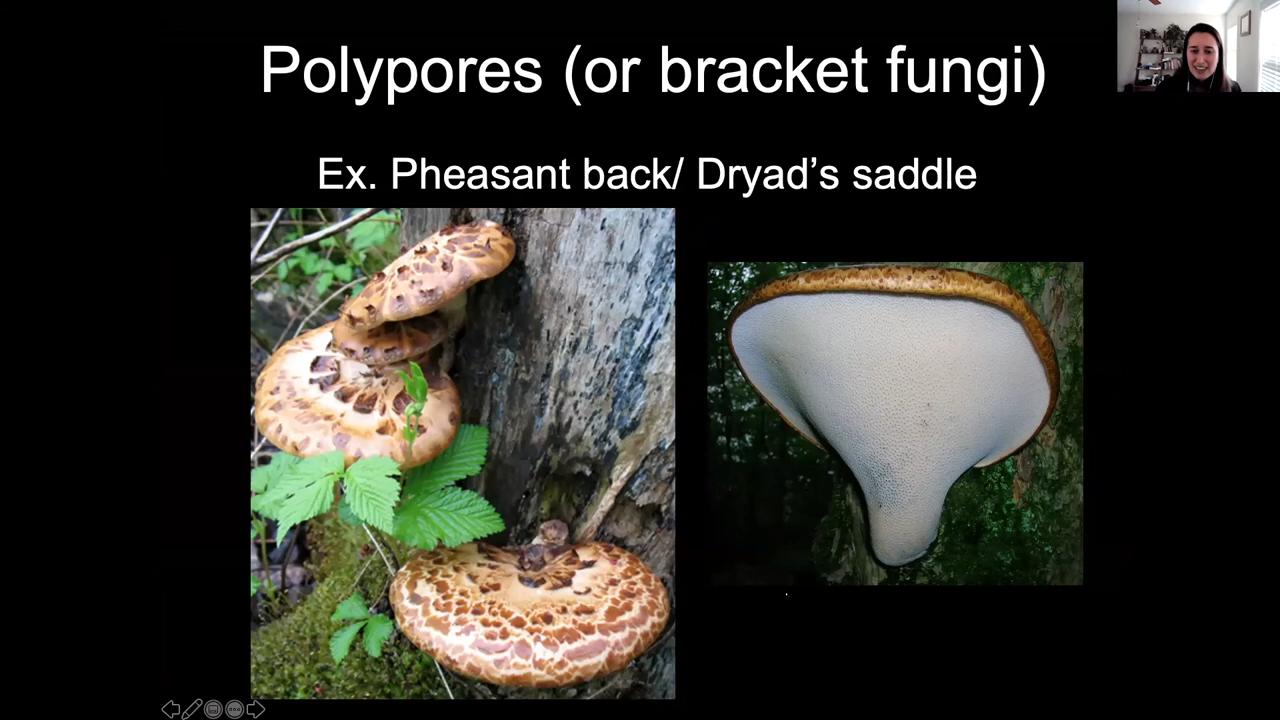 Polypores (or bracket fungi)
Ex. Pheasant back/ Dryad’s saddle